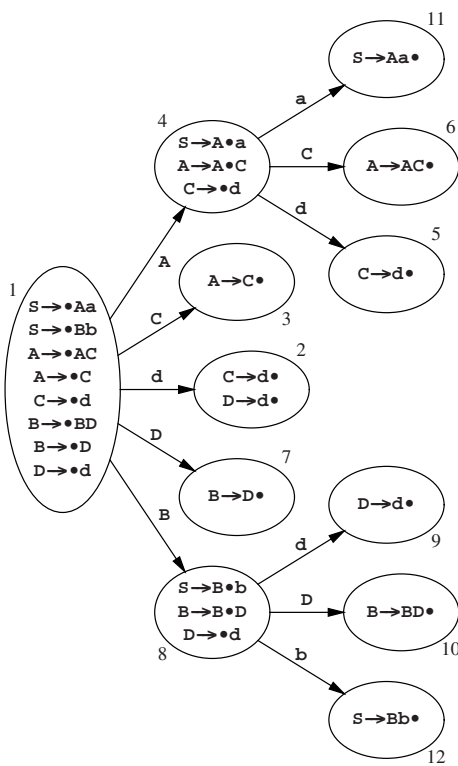 11
S→Aa•
a
4
S→A•a
A→A•C
C→•d
C
6
A→AC•
d
5
C→d•
A
1
S→•Aa
S→•Bb
A→•AC
A→•C
C→•d
B→•BD
B→•D
D→•d
C
A→C•
3
d
2
C→d•
D→d•
D
7
B→D•
B
8
S→B•b
B→B•D
D→•d
d
D→d•
9
D
B→BD•
10
b
S→Bb•
12